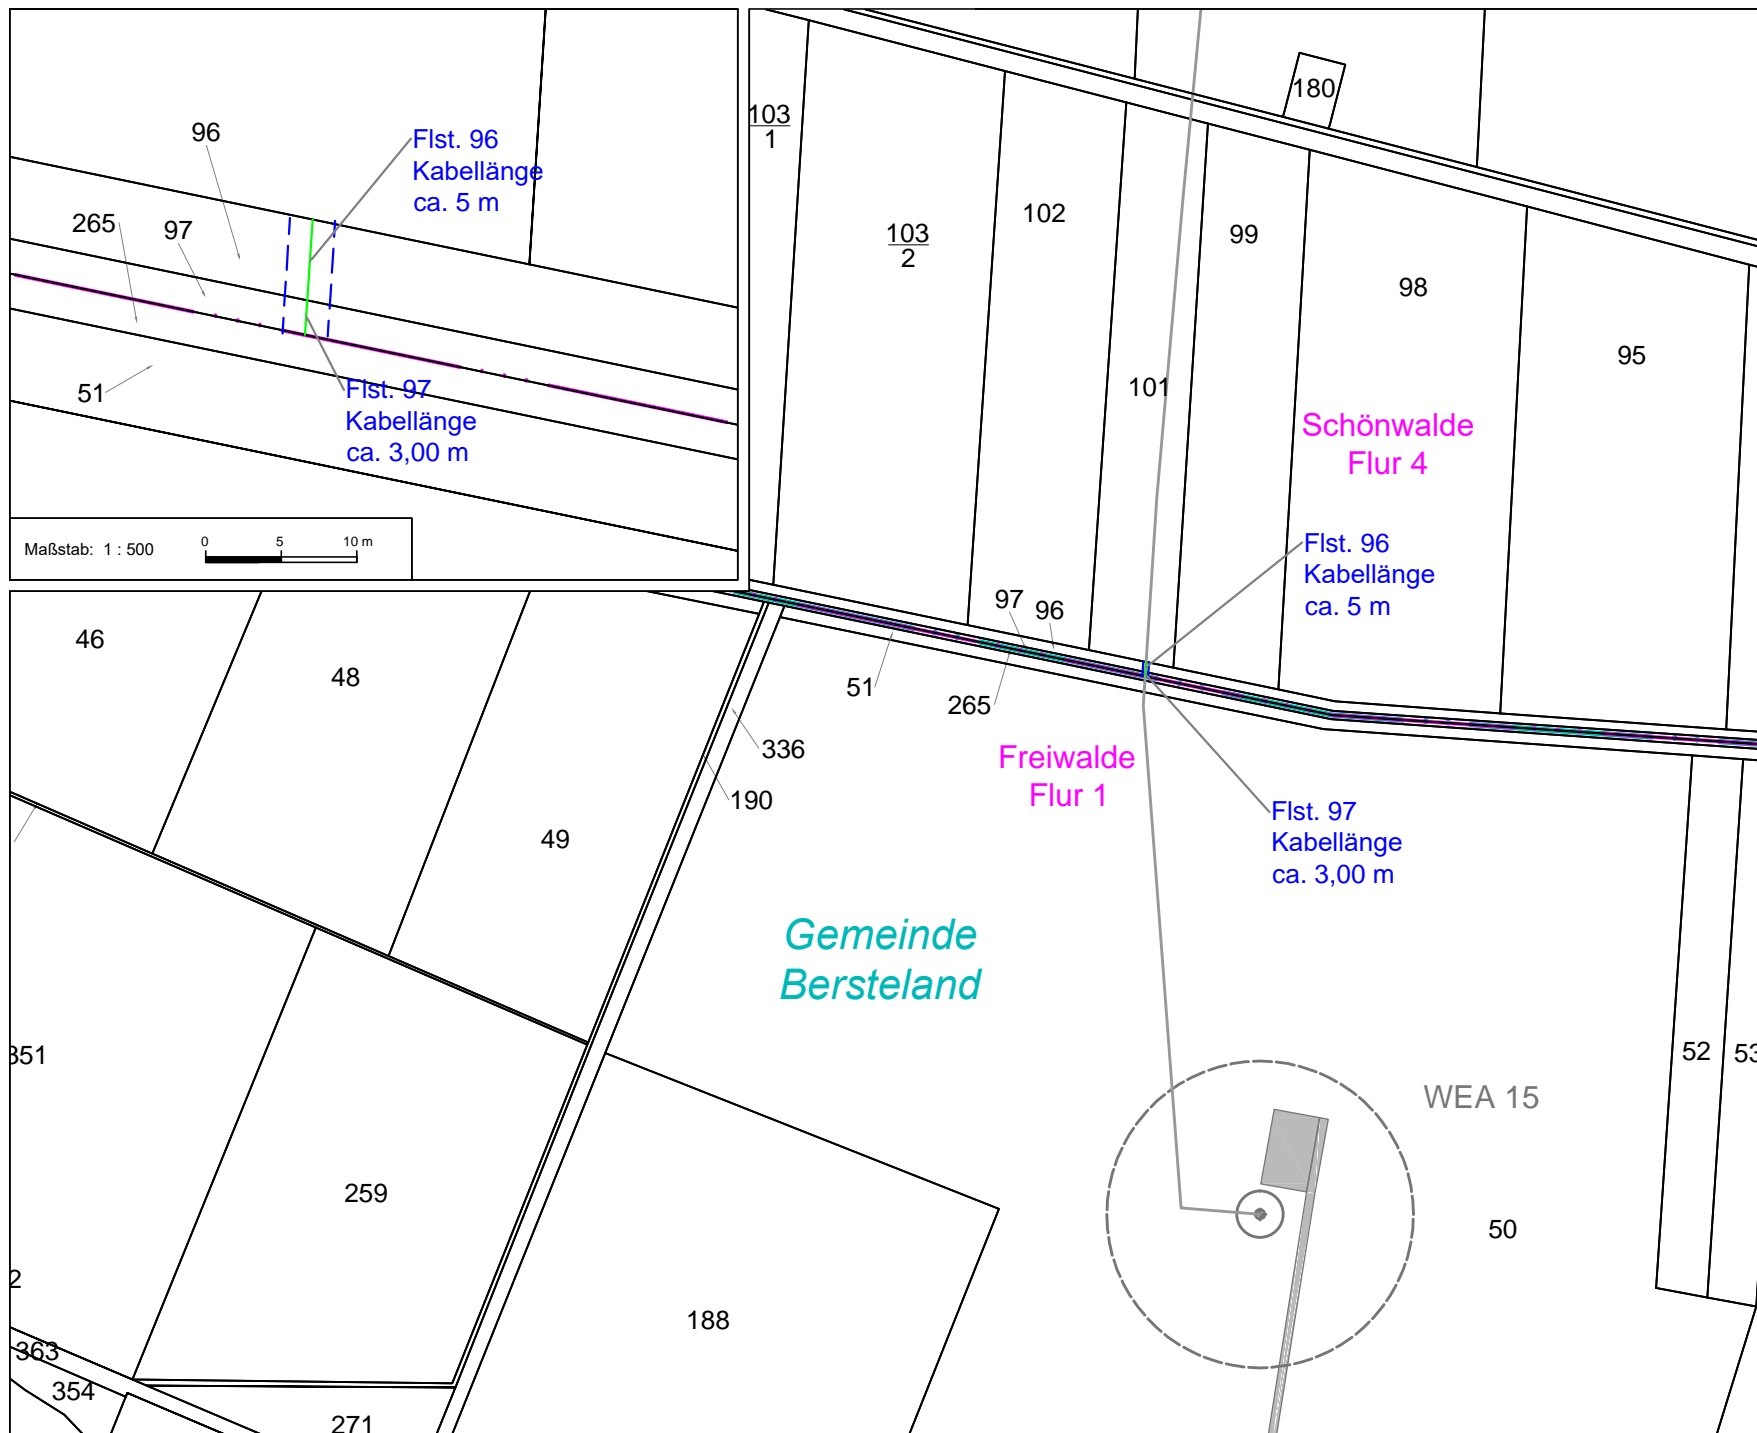 96
Flst. 96
Kabellänge
ca. 5 m
265
97
51
Flst. 97
Kabellänge
ca. 3,00 m
Maßstab: 1 : 500
0
5
10 m
180
103
1
103
2
102
99
98
95
101
Schönwalde
Flur 4
Flst. 96
Kabellänge
ca. 5 m
97
96
51
265
46
48
49
336
190
Freiwalde
Flur 1
Flst. 97
Kabellänge
ca. 3,00 m
Gemeinde
Bersteland
351
52
53
WEA 15
259
50
2
188
363
354
271